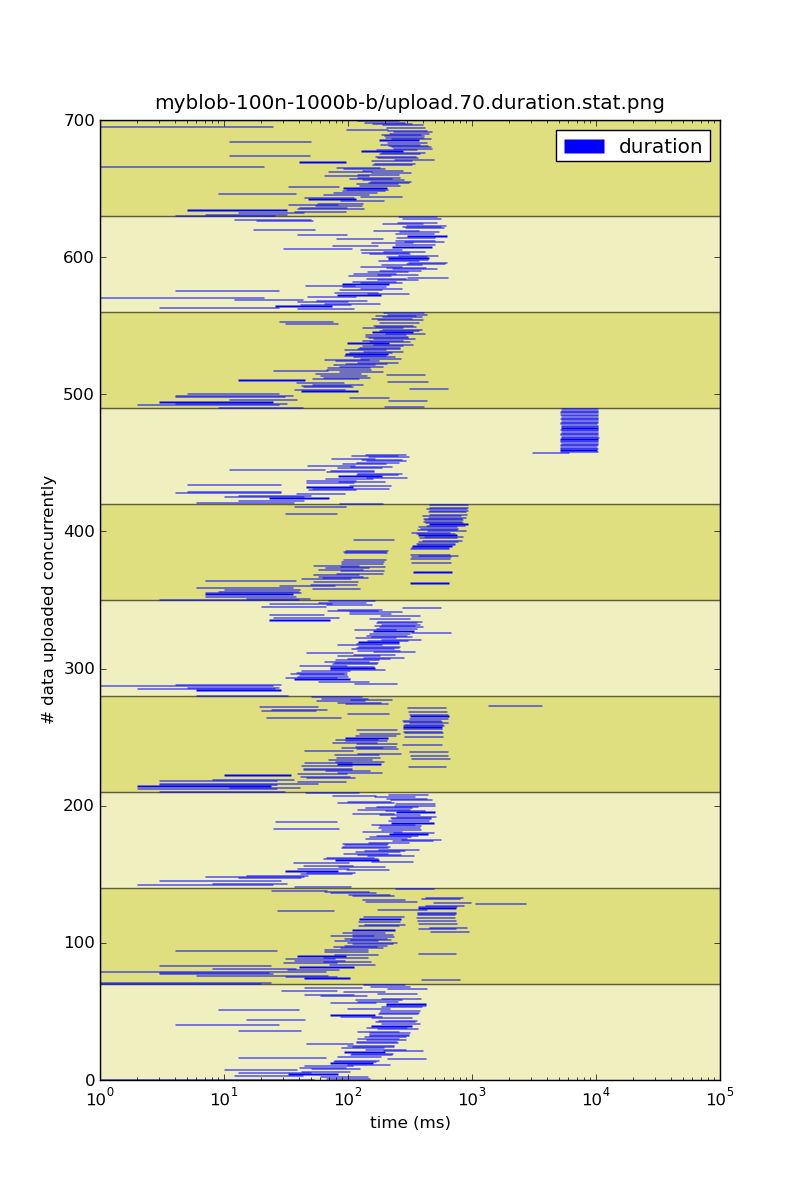 myblob-100n-1000b-b/upload.70.duration.stat.png
duration
700
600
500
400
300
200
100
0
# data uploaded concurrently
10⁰ 10¹ 10² 10³ 10⁴ 10⁵
time (ms)